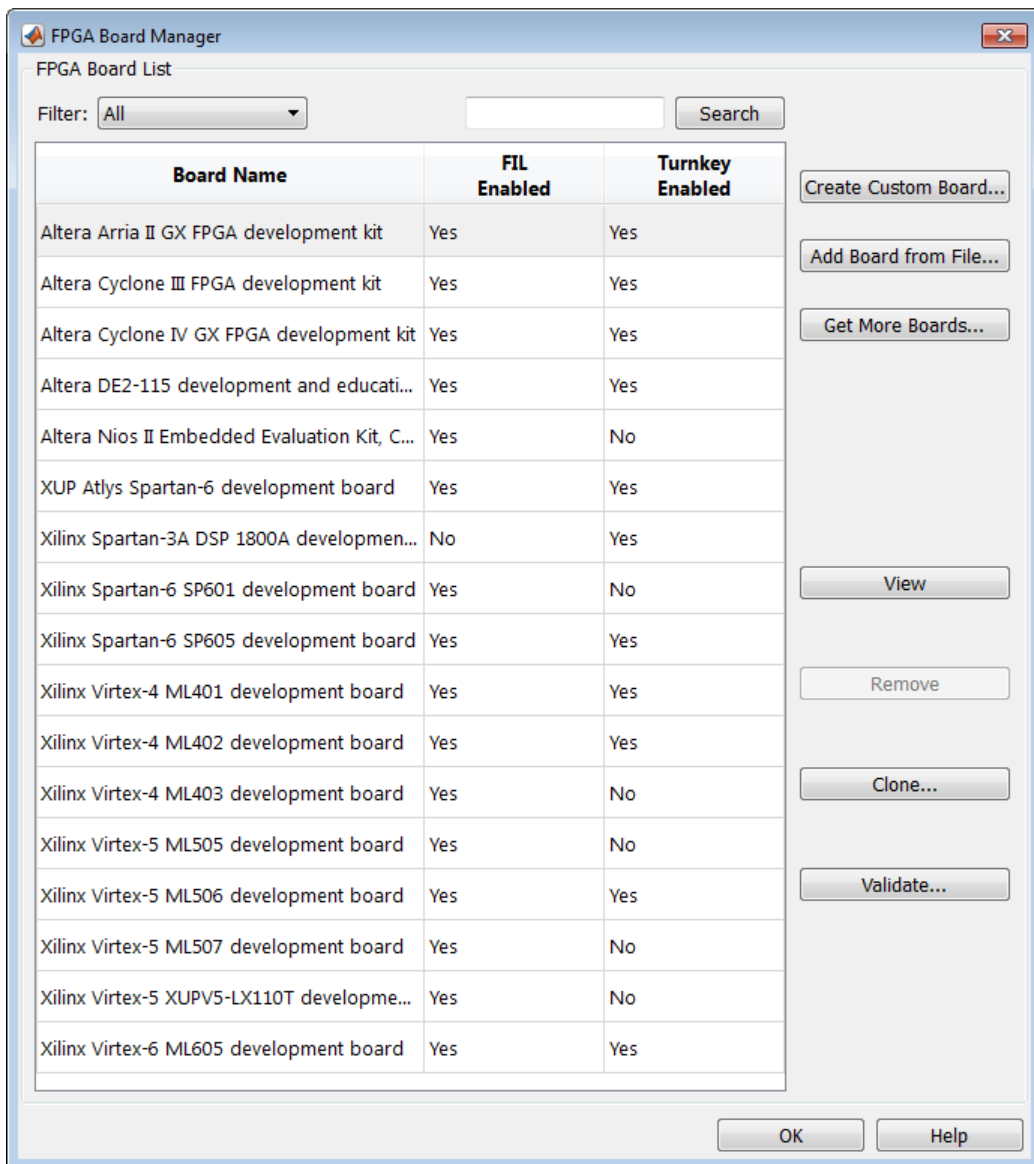 FPGA Board Manager
FPGA Board List
Filter: All Search
Board Name FIL Enabled Turnkey Enabled
Altera Arria II GX FPGA development kit Yes Yes
Altera Cyclone III FPGA development kit Yes Yes
Altera Cyclone IV GX FPGA development kit Yes Yes
Altera DE2-115 development and educati... Yes Yes
Altera Nios II Embedded Evaluation Kit, C... Yes No
XUP Atlys Spartan-6 development board Yes Yes
Xilinx Spartan-3A DSP 1800A developmen... No Yes
Xilinx Spartan-6 SP601 development board Yes No
Xilinx Spartan-6 SP605 development board Yes Yes
Xilinx Virtex-4 ML401 development board Yes Yes
Xilinx Virtex-4 ML402 development board Yes Yes
Xilinx Virtex-4 ML403 development board Yes No
Xilinx Virtex-5 ML505 development board Yes No
Xilinx Virtex-5 ML506 development board Yes Yes
Xilinx Virtex-5 ML507 development board Yes No
Xilinx Virtex-5 XUPV5-LX110T developme... Yes No
Xilinx Virtex-6 ML605 development board Yes Yes
Create Custom Board...
Add Board from File...
Get More Boards...
View
Remove
Clone...
Validate...
OK Help